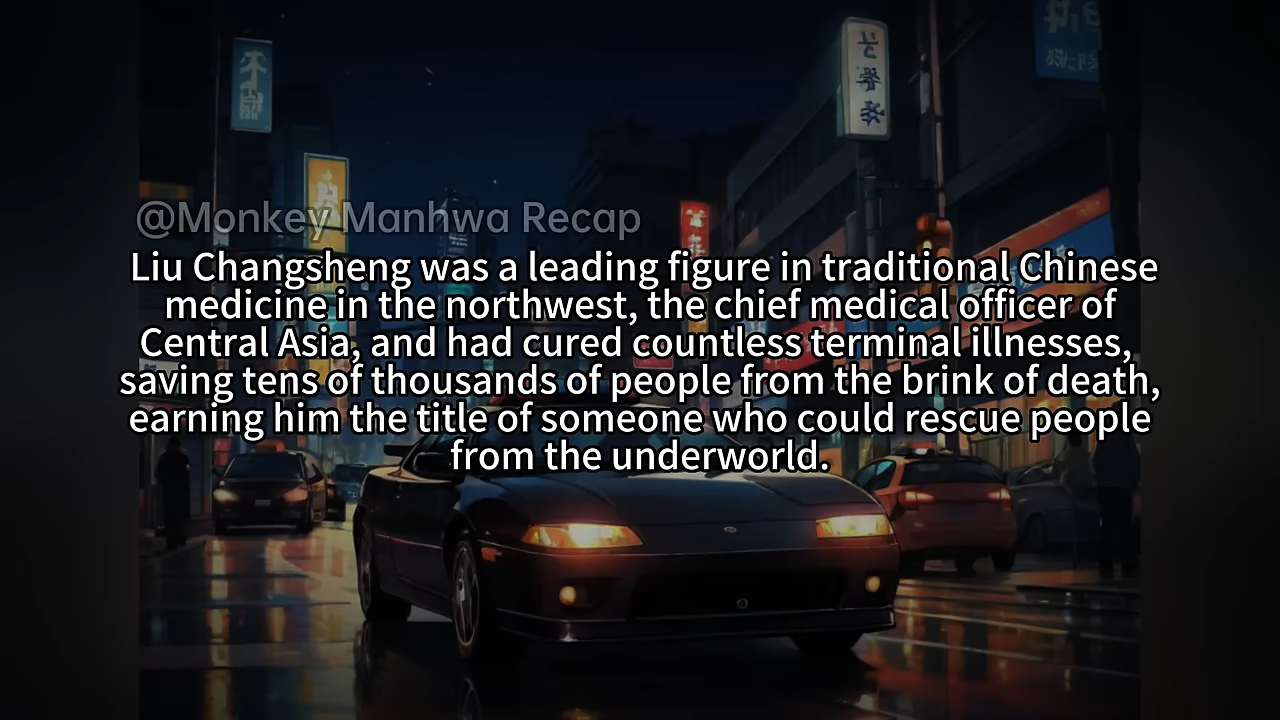 @Monkey Manhwa Recap
Liu Changsheng was a leading figure in traditional Chinese
medicine in the northwest, the chief medical officer of
Central Asia, and had cured countless terminal illnesses,
saving tens of thousands of people from the brink of death,
earning him the title of someone who could rescue people
from the underworld.